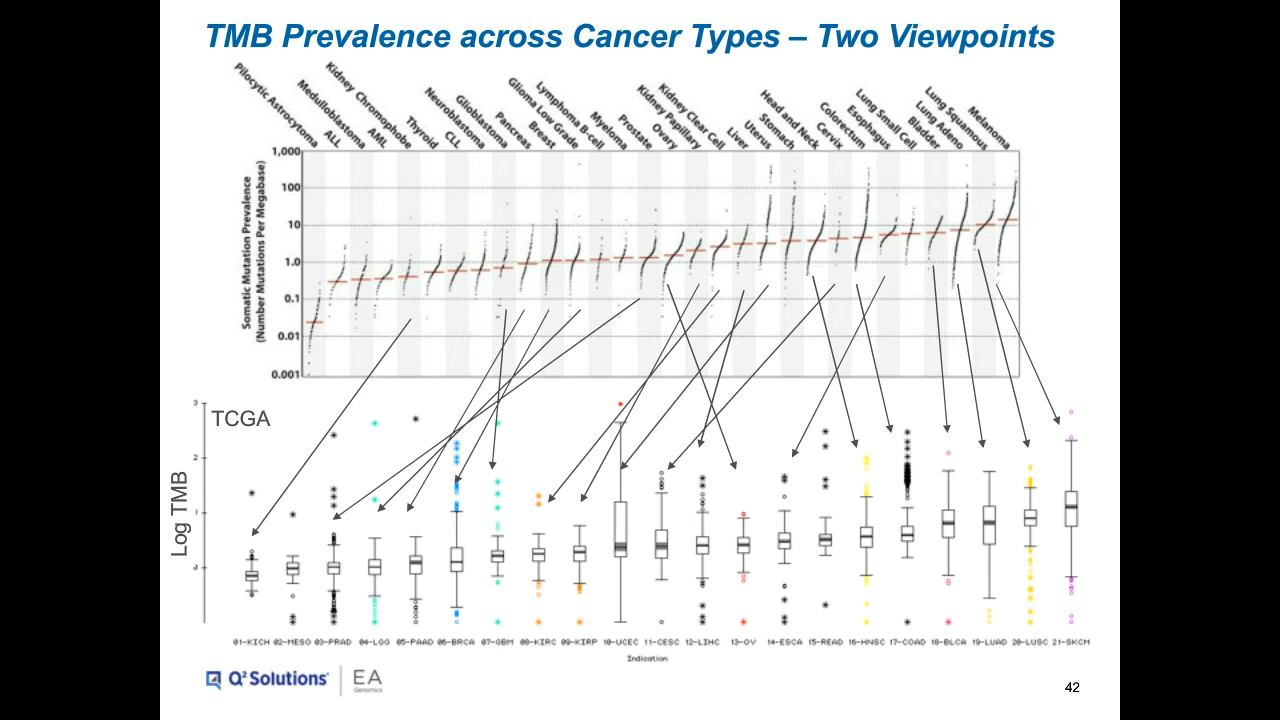 TMB Prevalence across Cancer Types – Two Viewpoints
Pilocytic Astrocytoma
ALL
Medulloblastoma
AML
Kidney Chromophobe
Thyroid
CLL
Neuroblastoma
Glioblastoma
Pancreas
Glioma Low Grade
Breast
Lymphoma B-cell
Myeloma
Prostate
Ovary
Kidney Papillary
Kidney Clear Cell
Liver
Uterus
Stomach
Head and Neck
Cervix
Colorectum
Esophagus
Lung Small Cell
Bladder
Lung Adeno
Lung Squamous
Melanoma
Somatic Mutation Prevalence
(Number Mutations Per Megabase)
1,000
100
10
1.0
0.1
0.01
0.001
TCGA
Log TMB
3
2
1
01-KICH 02-MESO 03-PRAD 04-LGG 05-PAAD 06-BRCA 07-GBM 08-KIRC 09-KIRP 10-UCEC 11-CESC 12-LIHC 13-OV 14-ESCA 15-READ 16-HNSC 17-COAD 18-BLCA 19-LUAD 20-LUSC 21-SKCM
Indication
Q² Solutions
EA
Genomics
42